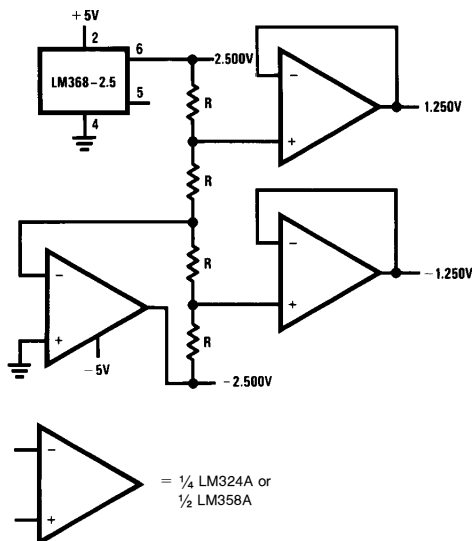 +5V
2
6
2.500V
LM368-2.5
5
4
R
−
+
1.250V
R
R
−
+
−1.250V
−
+
−5V
R
−2.500V
−
+
= ¼ LM324A or
½ LM358A